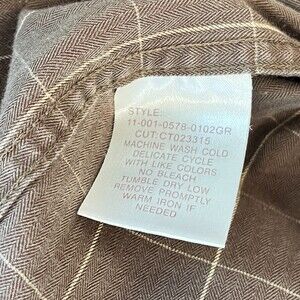 STYLE:
11-001-0578-0102GR
CUT:CT023315
MACHINE WASH COLD
DELICATE CYCLE
WITH LIKE COLORS
NO BLEACH
TUMBLE DRY LOW
REMOVE PROMPTLY
WARM IRON IF
NEEDED